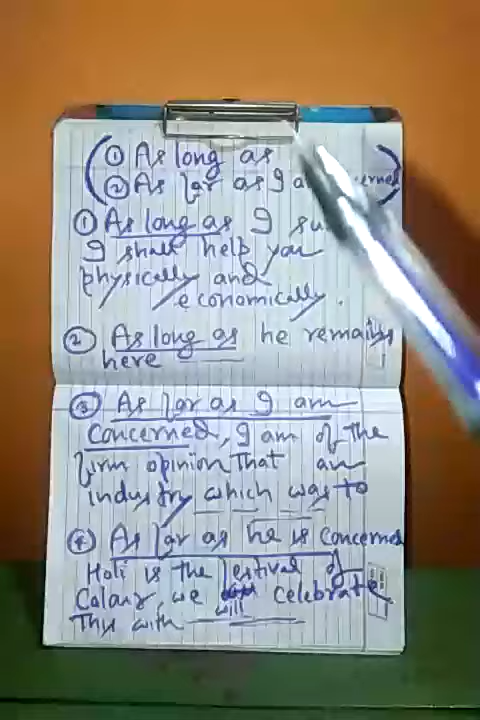 ① As long as
② As far as I a
① As long as I su
I shall help you
physically and
economically.
② As long as he remains
here
③ As far as I am
concerned, I am of the
firm opinion that an
industry which was to
④ As far as he is concerned
Holi is the festival of
Colour, we will celebrate
This with